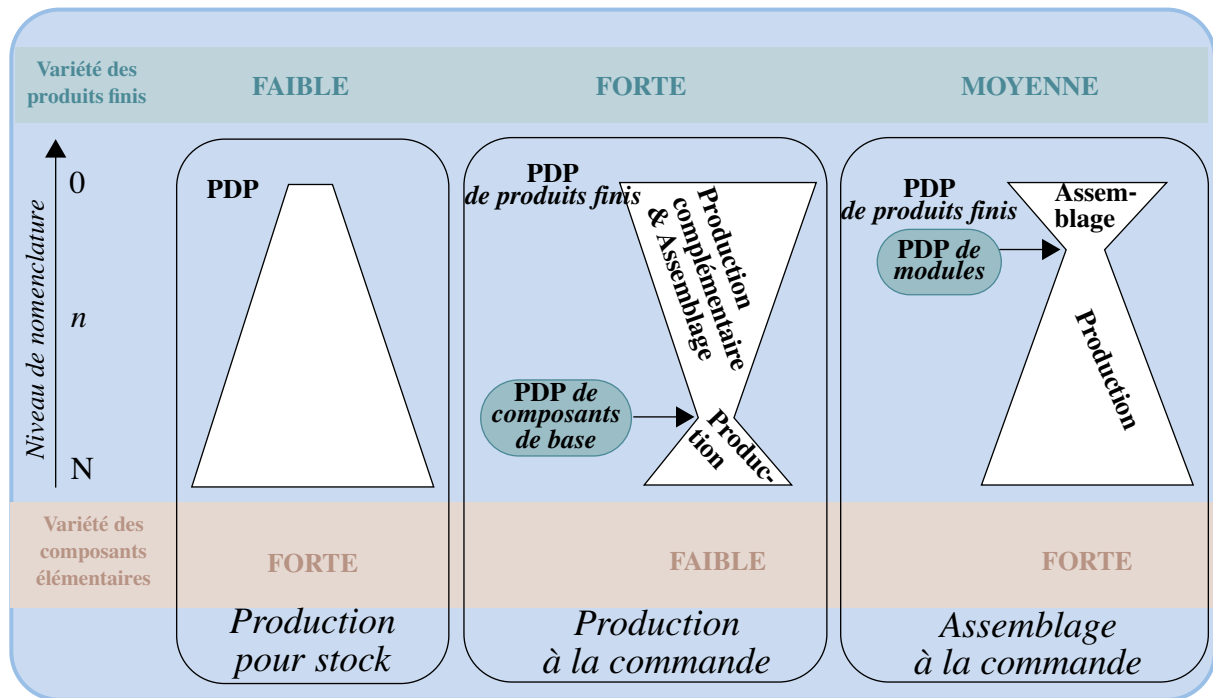 Variété des
produits finis
FAIBLE
FORTE
MOYENNE
Niveau de nomenclature
0
n
N
PDP
PDP
de produits finis
Production
complémentaire
& Assemblage
PDP de
composants
de base
Produc-
tion
PDP
de produits finis
Assem-
blage
PDP de
modules
Production
Variété des
composants
élémentaires
FORTE
FAIBLE
FORTE
Production
pour stock
Production
à la commande
Assemblage
à la commande